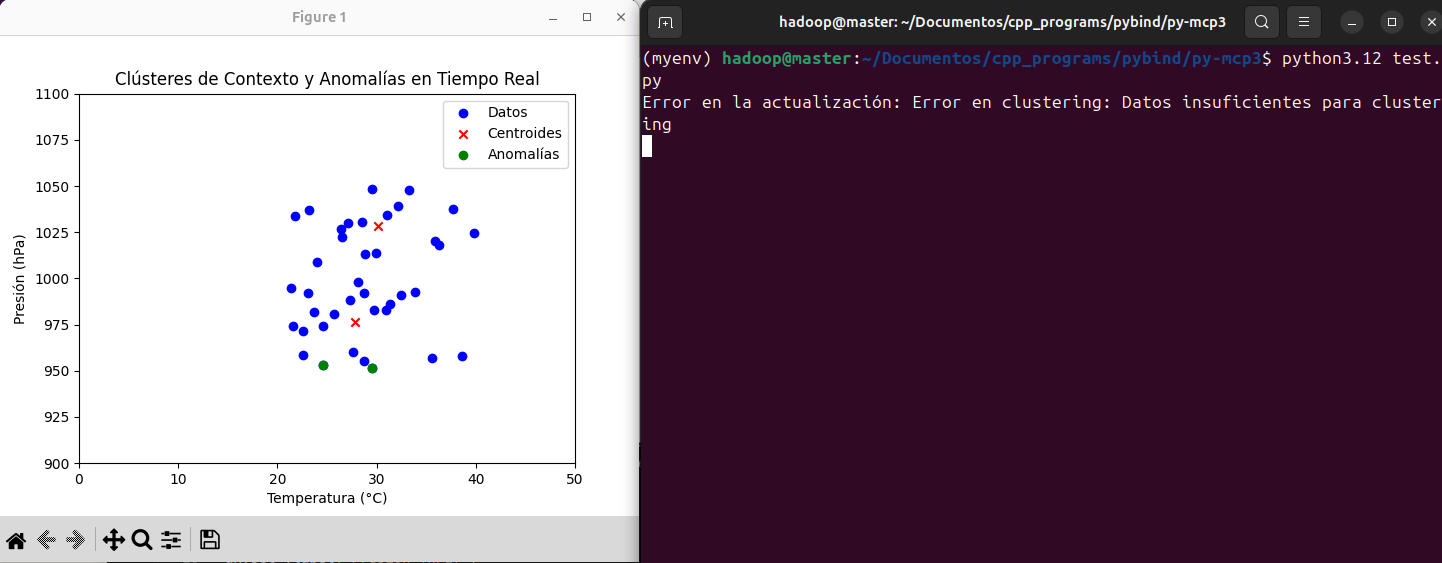 Figure 1
Clústeres de Contexto y Anomalías en Tiempo Real
Datos
Centroides
Anomalías
1100
1075
1050
1025
1000
975
950
925
900
Presión (hPa)
0
10
20
30
40
50
Temperatura (°C)
hadoop@master: ~/Documentos/cpp_programs/pybind/py-mcp3
(myenv) hadoop@master:~/Documentos/cpp_programs/pybind/py-mcp3$ python3.12 test.
py
Error en la actualización: Error en clustering: Datos insuficientes para cluster
ing